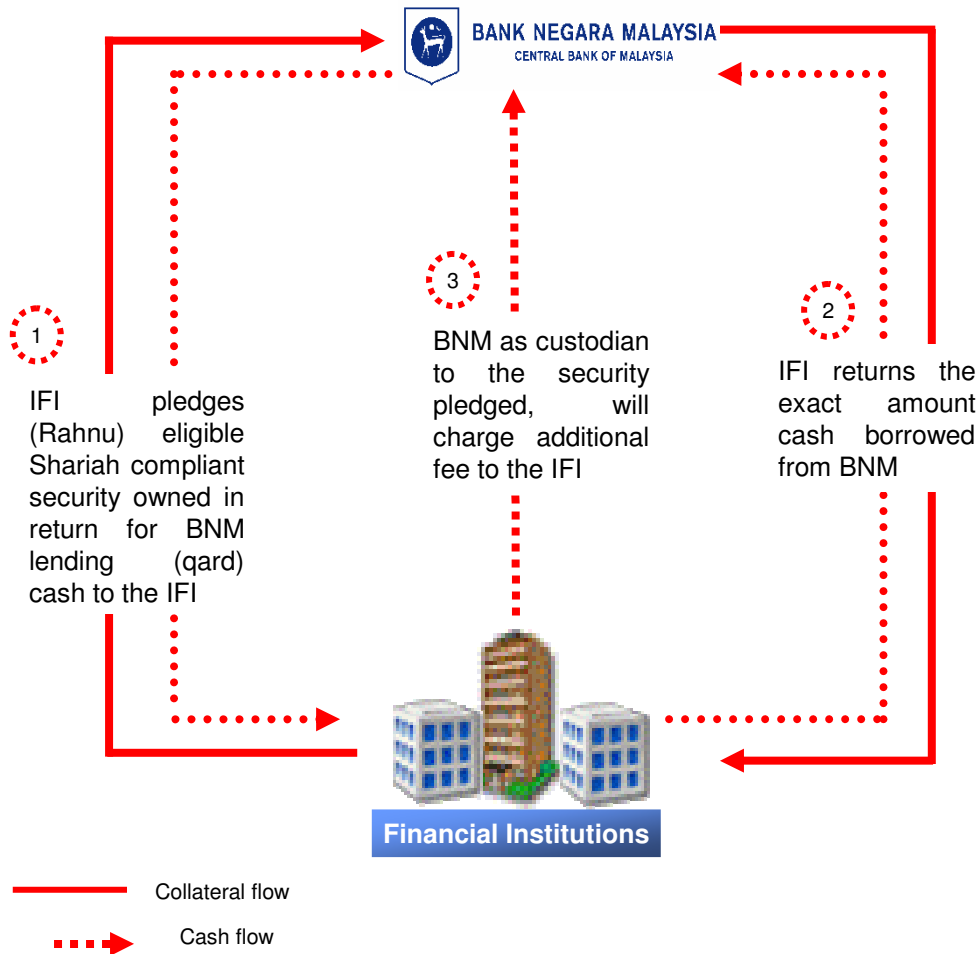 BANK NEGARA MALAYSIA
CENTRAL BANK OF MALAYSIA
1
IFI pledges
(Rahnu) eligible
Shariah compliant
security owned in
return for BNM
lending (qard)
cash to the IFI
3
BNM as custodian
to the security
pledged, will
charge additional
fee to the IFI
2
IFI returns the
exact amount
cash borrowed
from BNM
Financial Institutions
Collateral flow
Cash flow